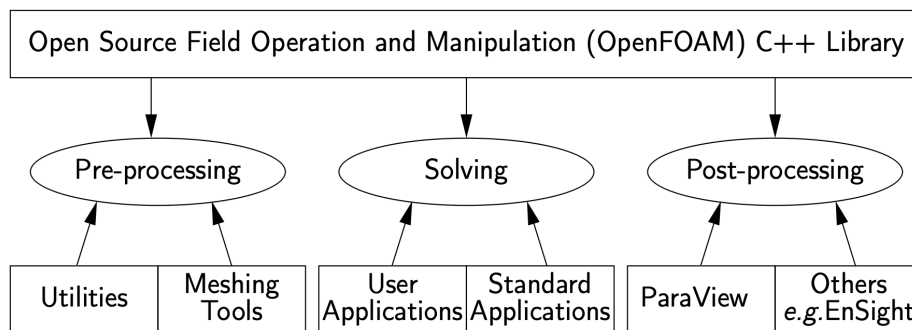 Open Source Field Operation and Manipulation (OpenFOAM) C++ Library
Pre-processing
Solving
Post-processing
Utilities
Meshing
Tools
User
Applications
Standard
Applications
ParaView
Others
e.g.EnSight